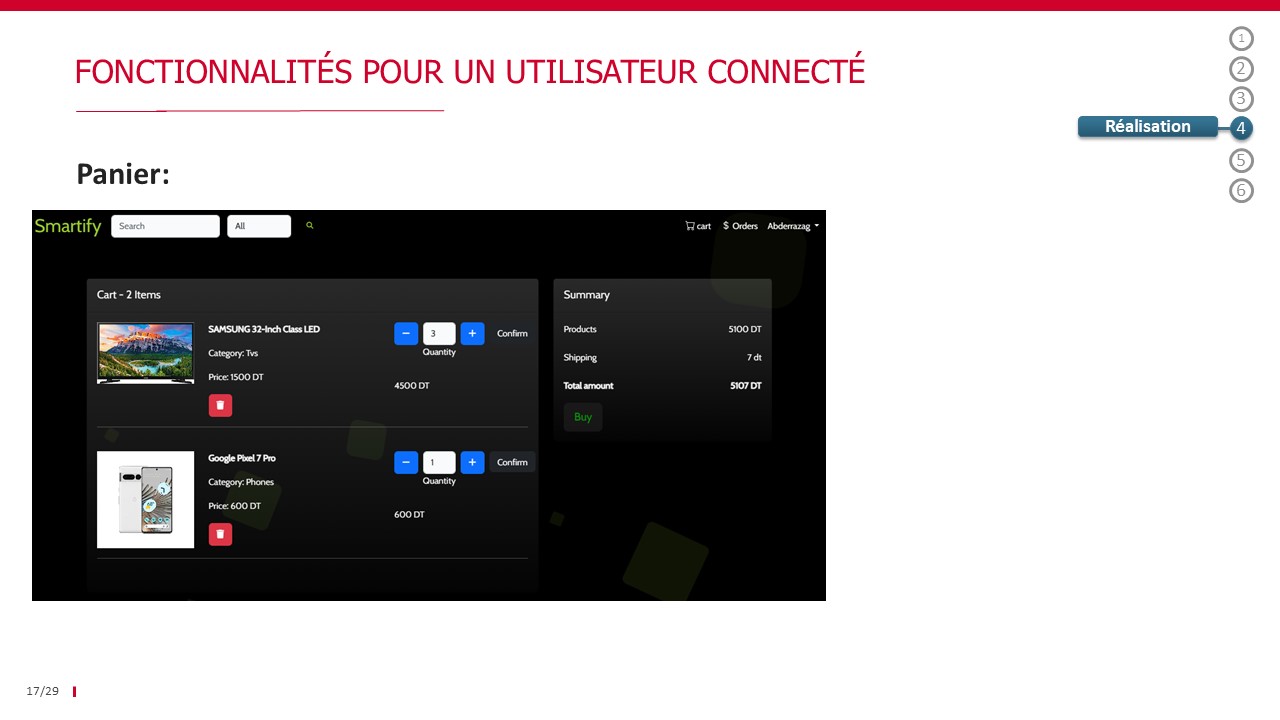 FONCTIONNALITÉS POUR UN UTILISATEUR CONNECTÉ
1
2
3
Réalisation 4
5
6
Panier:
Smartify Search All cart $ Orders Abderrazag
Cart - 2 Items
SAMSUNG 32-Inch Class LED
Category: Tvs
Price: 1500 DT
− 3 + Confirm
Quantity
4500 DT
Google Pixel 7 Pro
Category: Phones
Price: 600 DT
− 1 + Confirm
Quantity
600 DT
Summary
Products 5100 DT
Shipping 7 dt
Total amount 5107 DT
Buy
17/29